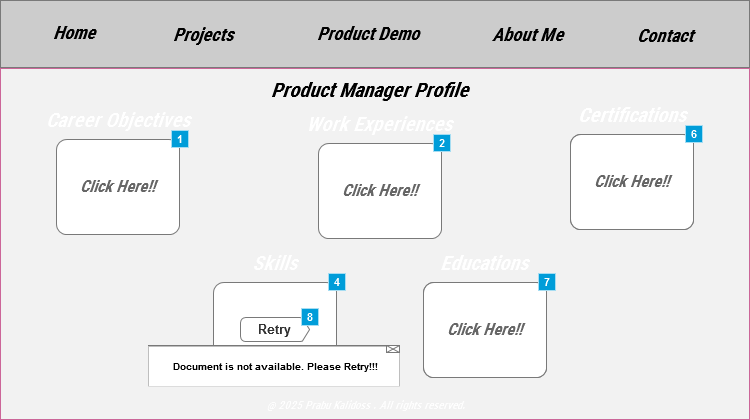 Home Projects Product Demo About Me Contact
Product Manager Profile
Career Objectives Work Experiences Certifications
1 2 6
Click Here!! Click Here!! Click Here!!
Skills Educations
4 7
8
Retry Click Here!!
Document is not available. Please Retry!!!
@ 2025 Prabu Kalidoss . All rights reserved.